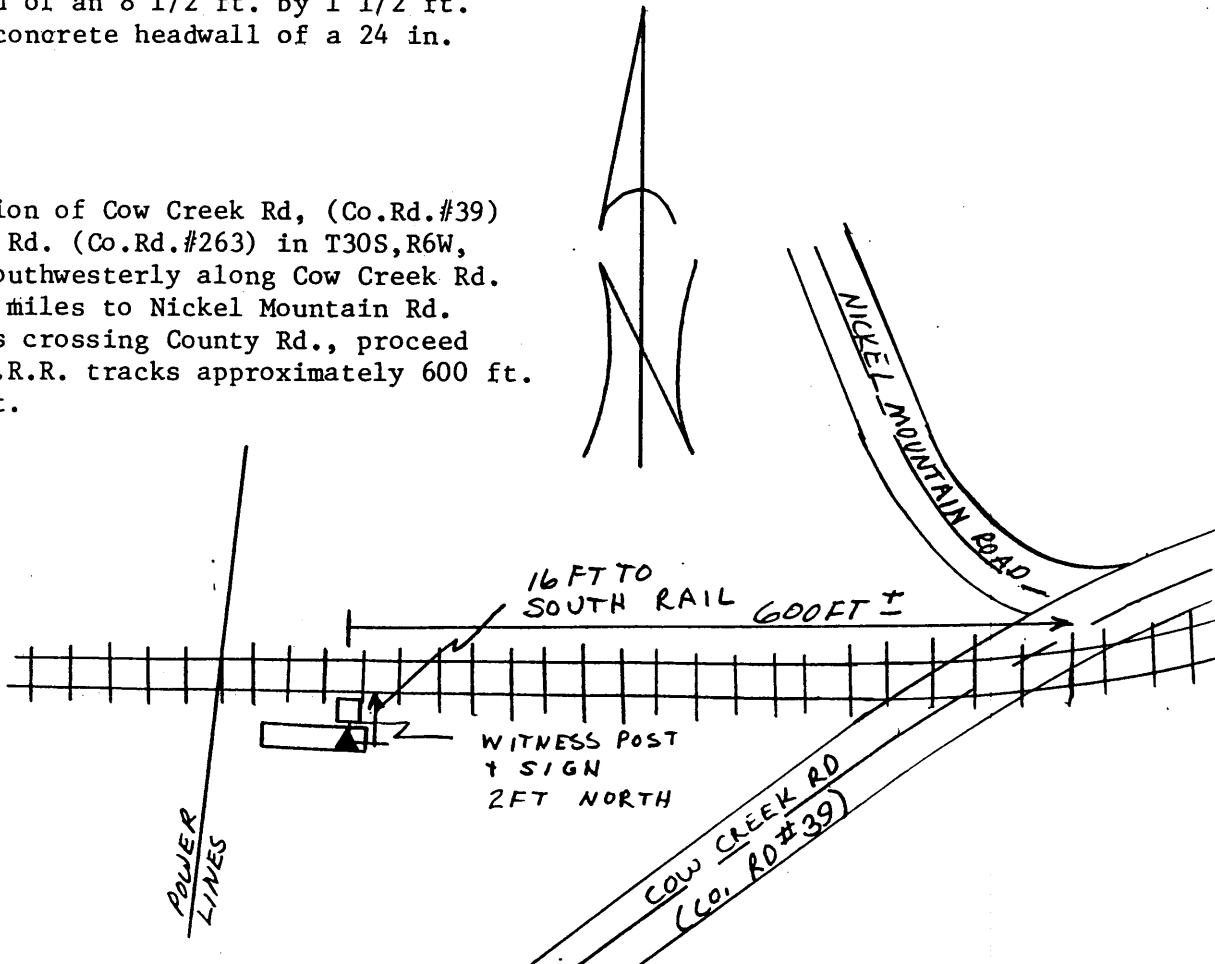 of an 8 1/2 ft. by 1 1/2 ft.
concrete headwall of a 24 in.
ion of Cow Creek Rd, (Co.Rd.#39)
Rd. (Co.Rd.#263) in T30S,R6W,
outhwesterly along Cow Creek Rd.
miles to Nickel Mountain Rd.
s crossing County Rd., proceed
.R.R. tracks approximately 600 ft.
t.
NICKEL MOUNTAIN ROAD
16 FT TO
SOUTH RAIL
600FT ±
WITNESS POST
+ SIGN
2FT NORTH
POWER
LINES
COW CREEK RD
(CO. RD #39)